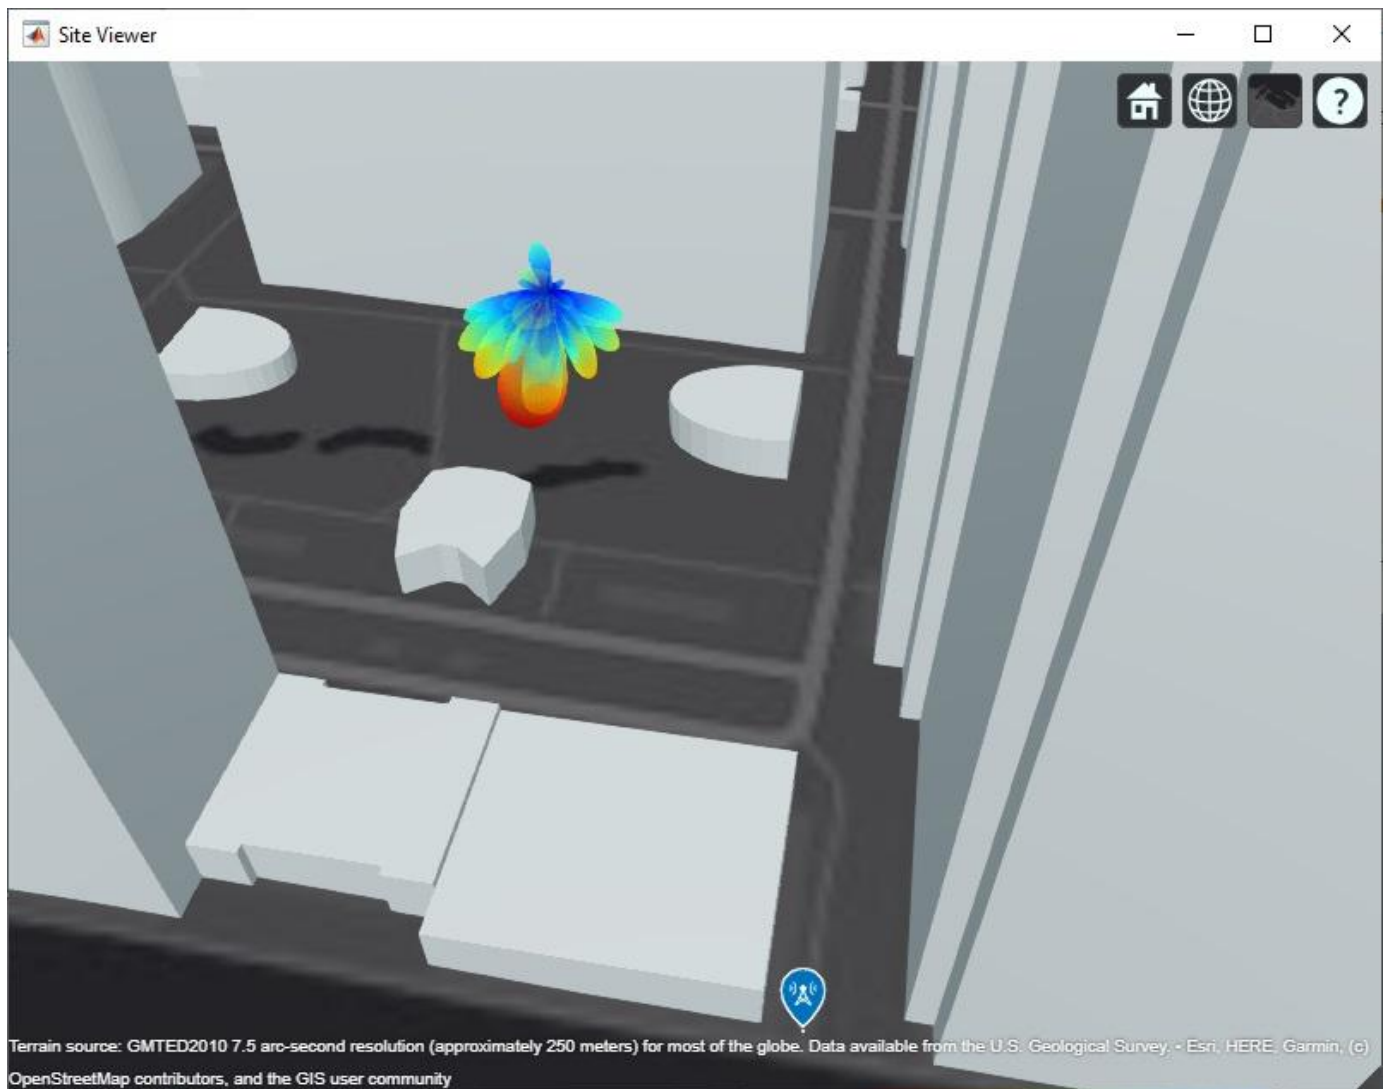 Site Viewer
?
Terrain source: GMTED2010 7.5 arc-second resolution (approximately 250 meters) for most of the globe. Data available from the U.S. Geological Survey. • Esri, HERE, Garmin, (c)
OpenStreetMap contributors, and the GIS user community